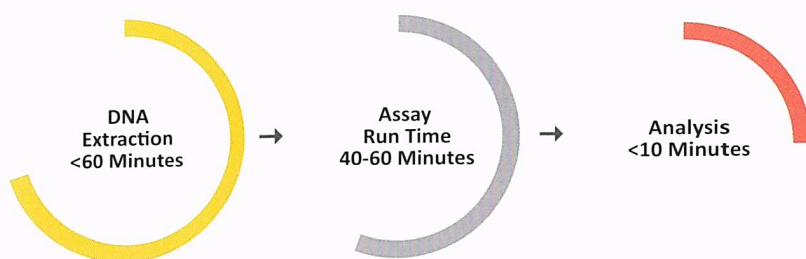 DNA
Extraction
<60 Minutes
Assay
Run Time
40-60 Minutes
Analysis
<10 Minutes